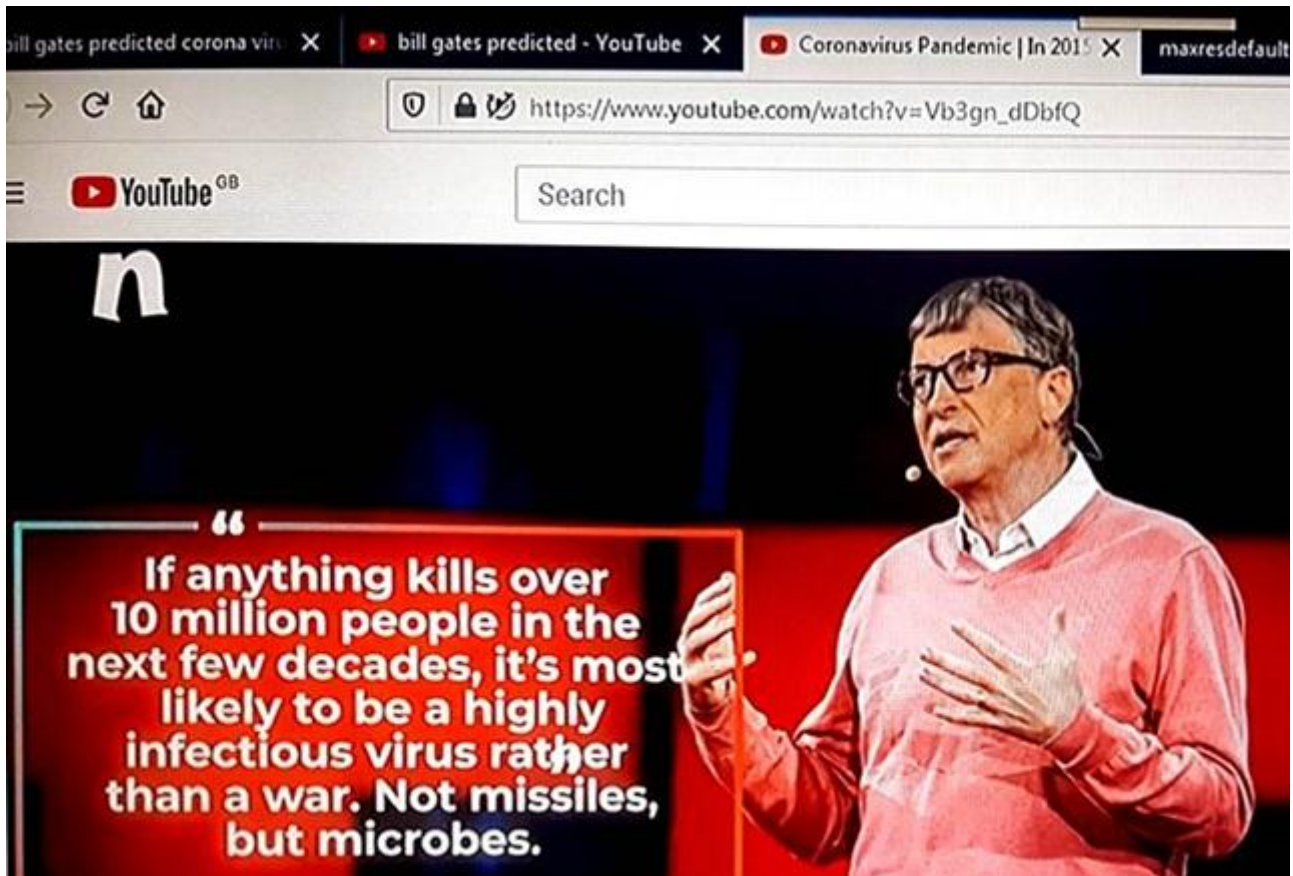 bill gates predicted corona viru
bill gates predicted - YouTube
Coronavirus Pandemic | In 2015
maxresdefault
https://www.youtube.com/watch?v=Vb3gn_dDbfQ
YouTube GB
Search
n
“
If anything kills over
10 million people in the
next few decades, it's most
likely to be a highly
infectious virus rather
than a war. Not missiles,
but microbes.